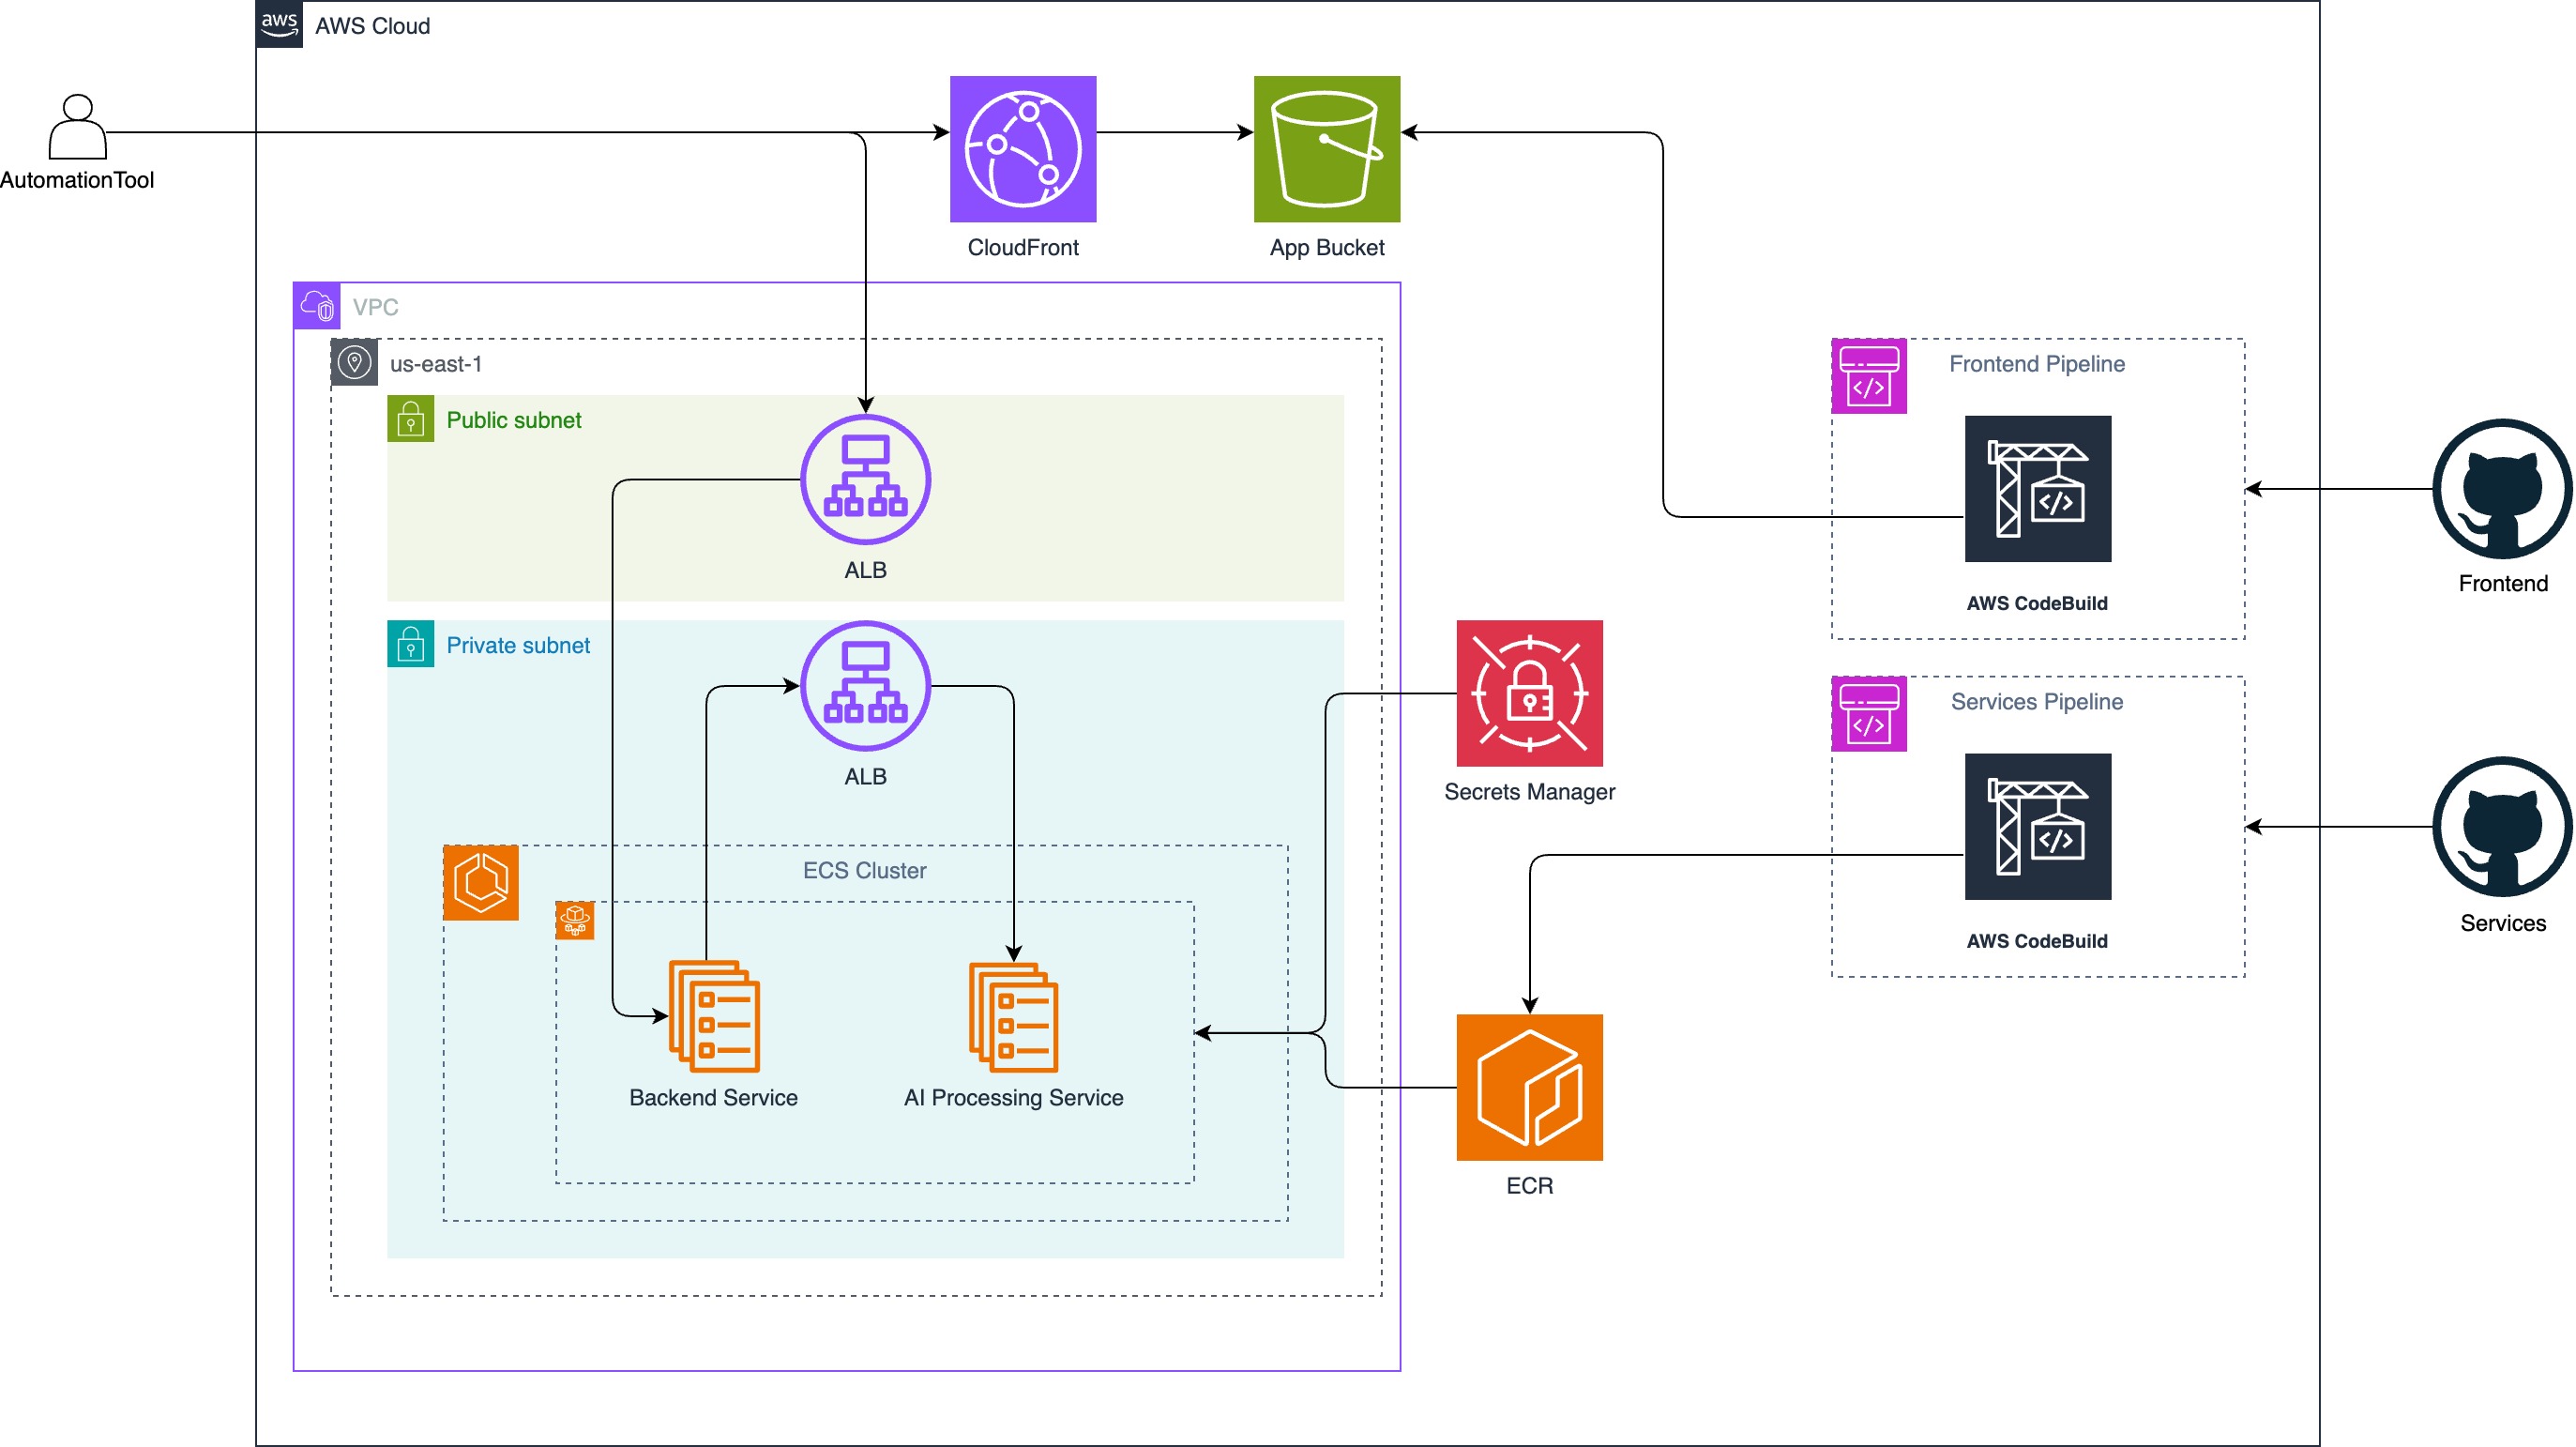 aws
AWS Cloud
AutomationTool
CloudFront
App Bucket
VPC
us-east-1
Public subnet
ALB
Private subnet
ALB
ECS Cluster
Backend Service
AI Processing Service
Secrets Manager
ECR
Frontend Pipeline
</>
</>
AWS CodeBuild
Frontend
Services Pipeline
</>
</>
AWS CodeBuild
Services